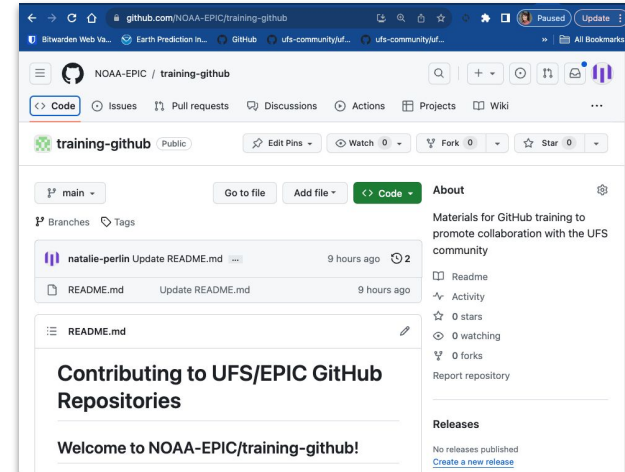 github.com/NOAA-EPIC/training-github
Paused
Update
Bitwarden Web Va... Earth Prediction In... GitHub ufs-community/uf... ufs-community/uf... » All Bookmarks
NOAA-EPIC / training-github
<> Code Issues Pull requests Discussions Actions Projects Wiki ...
training-github Public Edit Pins Watch 0 Fork 0 Star 0
main Go to file Add file <> Code
Branches Tags
natalie-perlin Update README.md ... 9 hours ago 2
README.md Update README.md 9 hours ago
README.md
Contributing to UFS/EPIC GitHub
Repositories
Welcome to NOAA-EPIC/training-github!
About
Materials for GitHub training to
promote collaboration with the UFS
community
Readme
Activity
0 stars
0 watching
0 forks
Report repository
Releases
No releases published
Create a new release